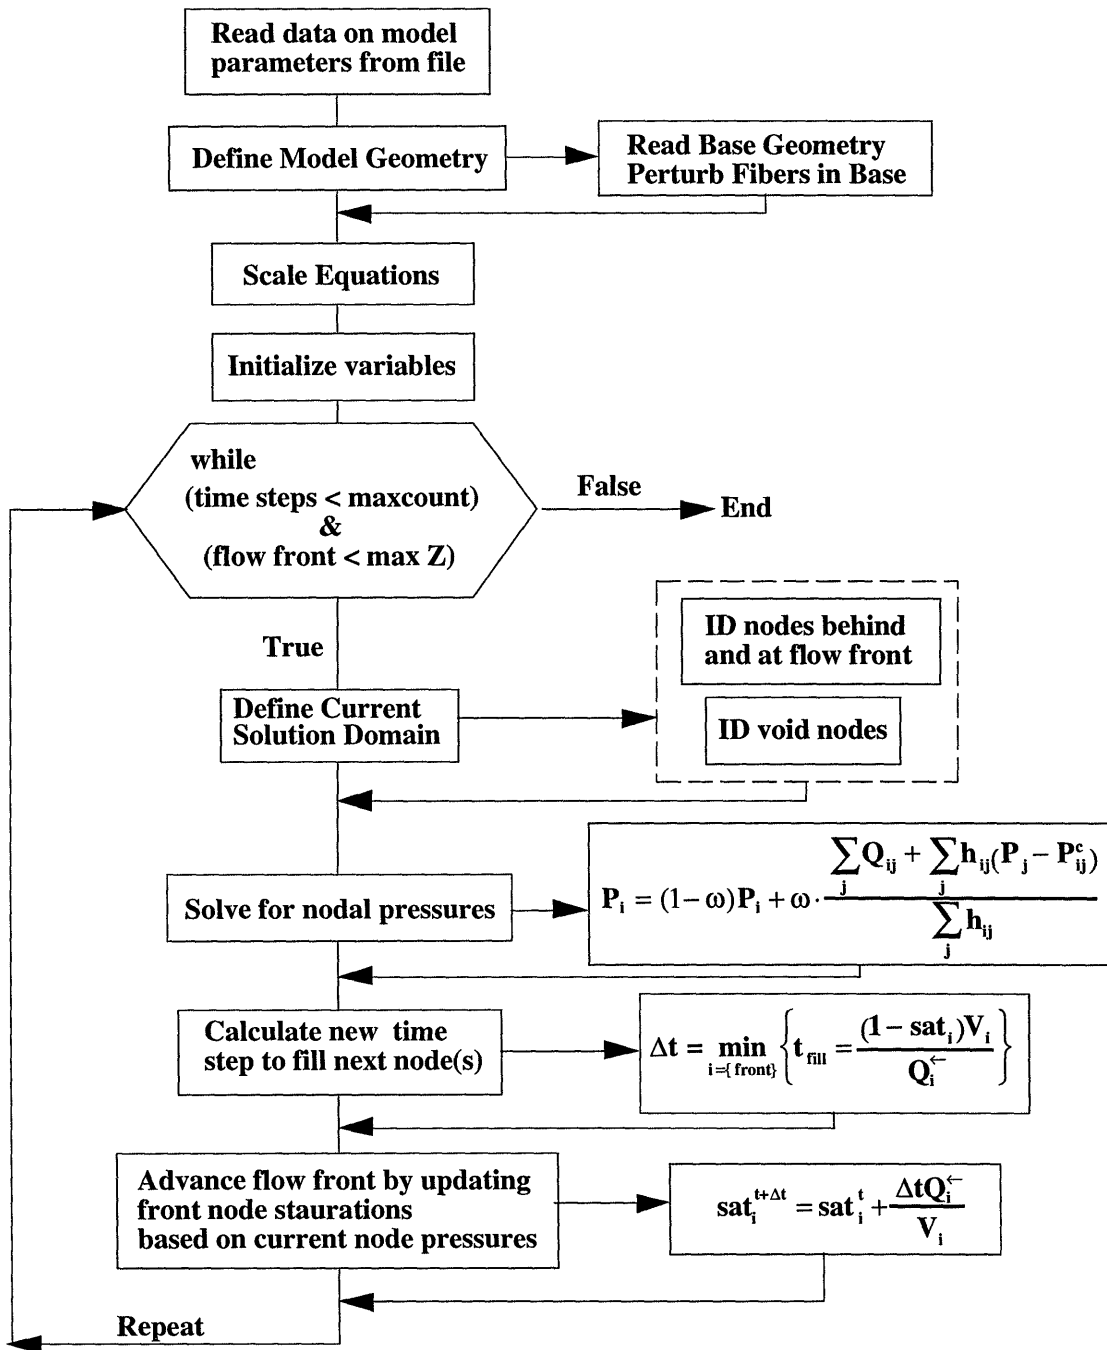 Read data on model
parameters from file
Define Model Geometry
Read Base Geometry
Perturb Fibers in Base
Scale Equations
Initialize variables
while
(time steps < maxcount)
&
(flow front < max Z)
False
End
True
ID nodes behind
and at flow front
Define Current
Solution Domain
ID void nodes
Solve for nodal pressures
P_i = (1−ω)P_i + ω · (∑_j Q_ij + ∑_j h_ij(P_j − P_ij^c)) / ∑_j h_ij
Calculate new time
step to fill next node(s)
Δt = min_{i={front}} { t_fill = (1 − sat_i)V_i / Q_i^← }
Advance flow front by updating
front node staurations
based on current node pressures
sat_i^{t+Δt} = sat_i^t + ΔtQ_i^← / V_i
Repeat